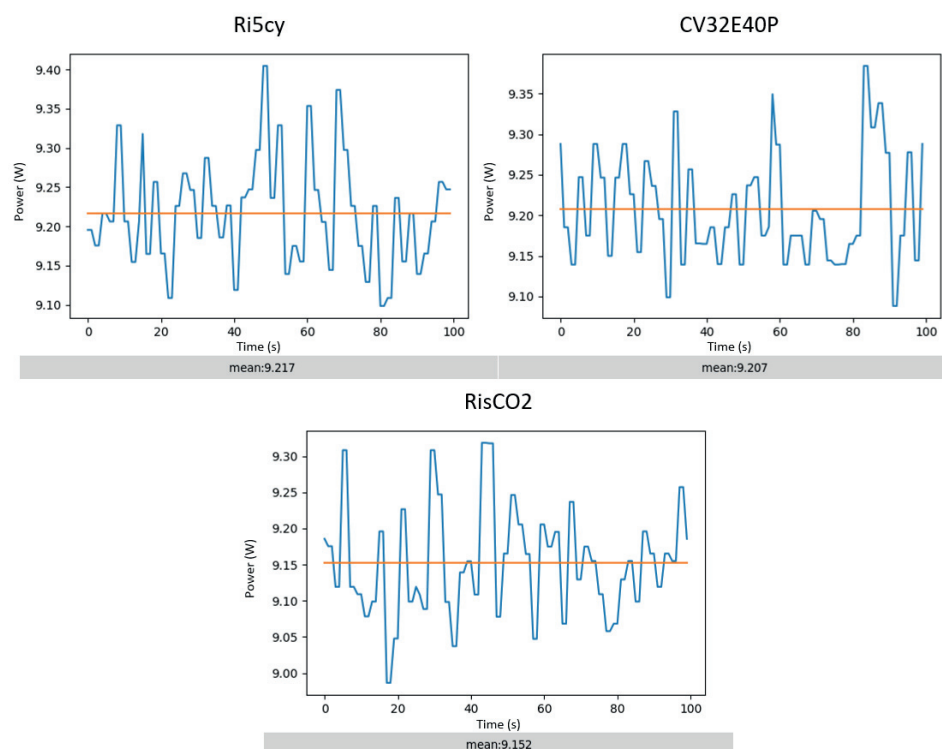 Ri5cy
CV32E40P
9.40
9.35
9.30
9.25
9.20
9.15
9.10
Power (W)
0 20 40 60 80 100
Time (s)
mean:9.217
9.35
9.30
9.25
9.20
9.15
9.10
Power (W)
0 20 40 60 80 100
Time (s)
mean:9.207
RisCO2
9.30
9.25
9.20
9.15
9.10
9.05
9.00
Power (W)
0 20 40 60 80 100
Time (s)
mean:9.152